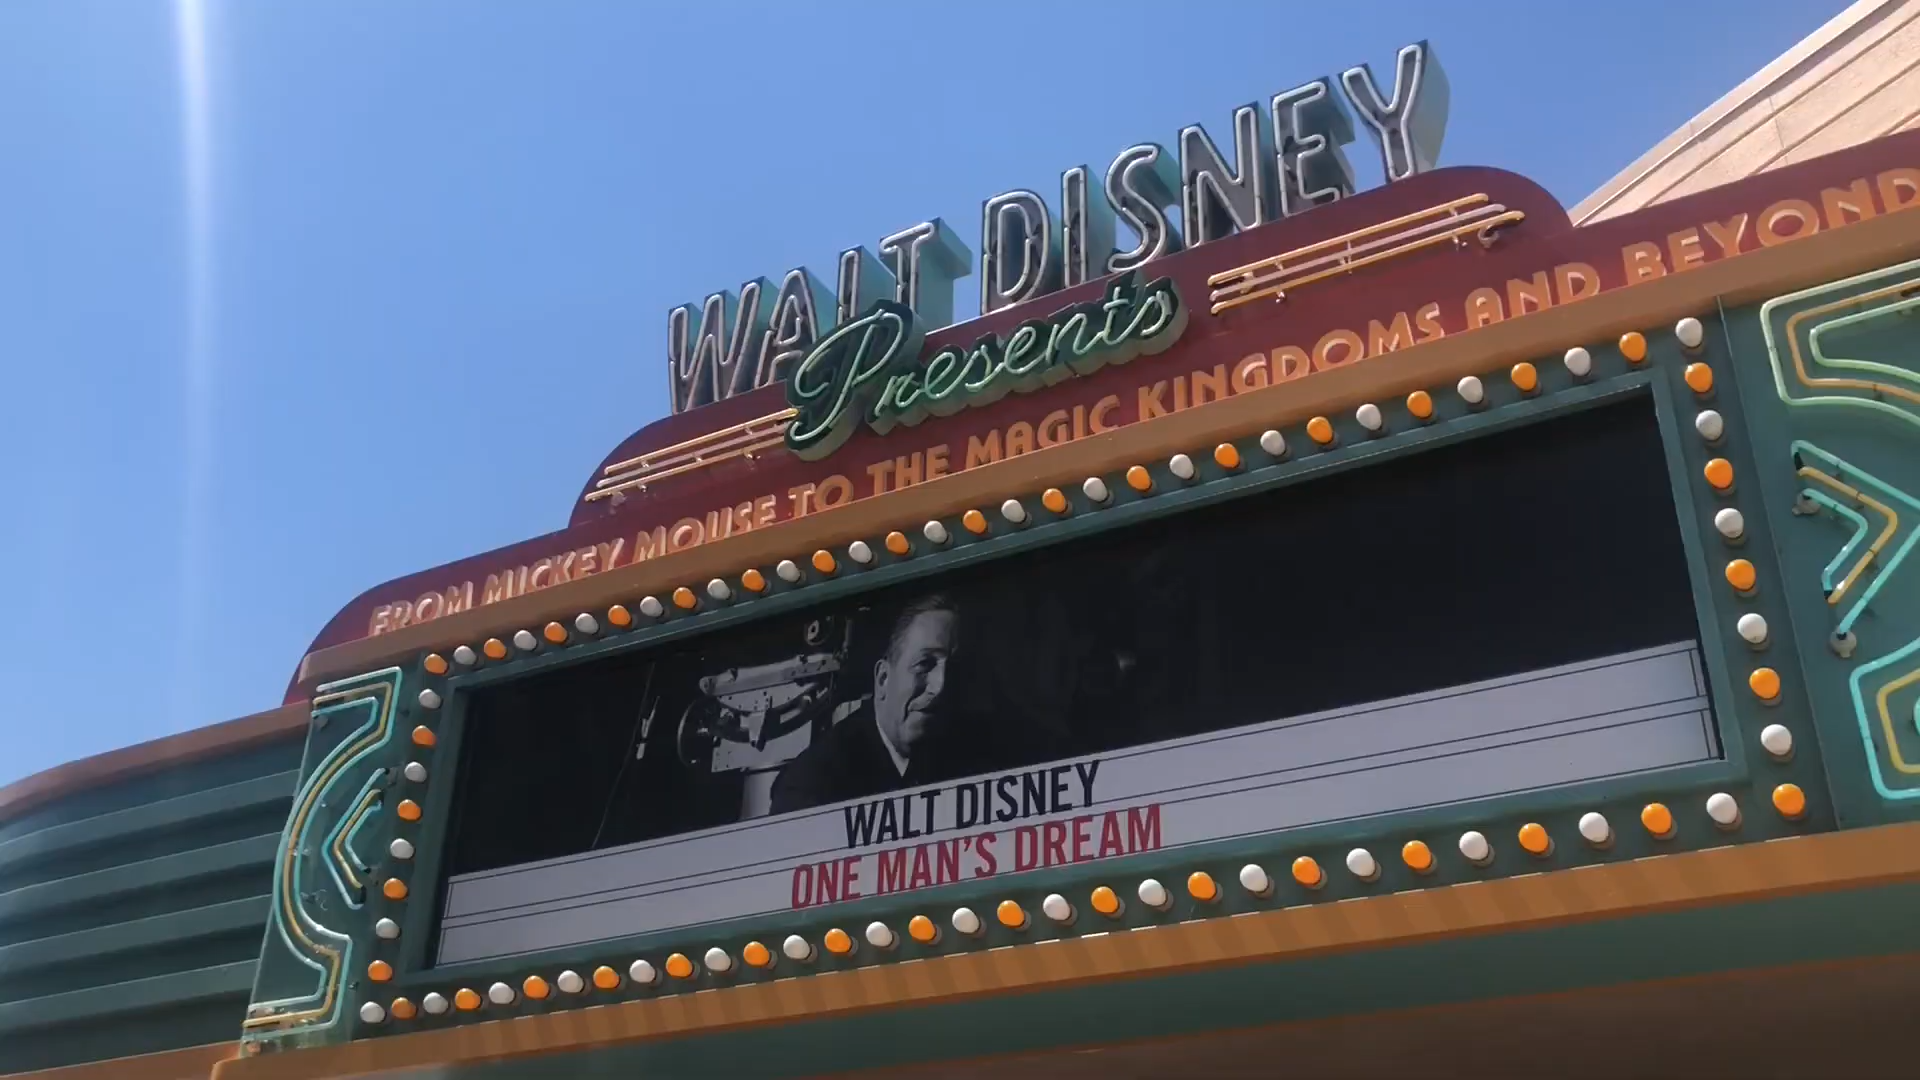 WALT DISNEY
Presents
FROM MICKEY MOUSE TO THE MAGIC KINGDOMS AND BEYOND
WALT DISNEY
ONE MAN'S DREAM